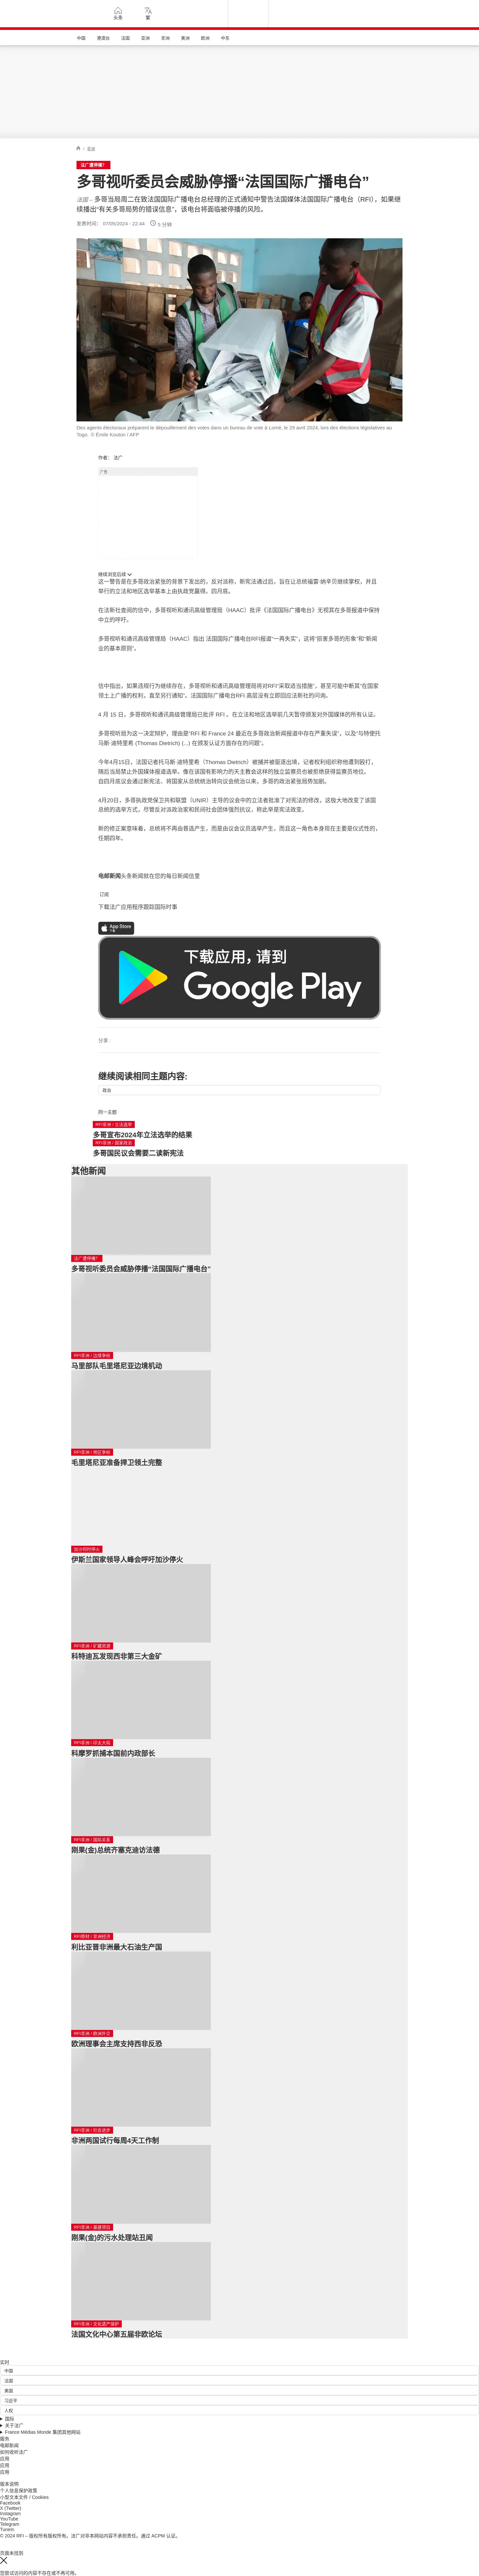 头条
繁
中国
港澳台
法国
亚洲
非洲
美洲
欧洲
中东
/ 非洲
法广遭停播？
多哥视听委员会威胁停播“法国国际广播电台”
法国 – 多哥当局周二在致法国国际广播电台总经理的正式通知中警告法国媒体法国国际广播电台（RFI），如果继
续播出“有关多哥局势的错误信息”，该电台将面临被停播的风险。
发表时间： 07/05/2024 - 22:44 5 分钟
Des agents électoraux préparent le dépouillement des votes dans un bureau de vote à Lomé, le 29 avril 2024, lors des élections législatives au
Togo. © Emile Kouton / AFP
作者： 法广
广告
继续浏览后续
这一警告是在多哥政治紧张的背景下发出的，反对派称，新宪法通过后，旨在让总统福雷·纳辛贝继续掌权，并且
举行的立法和地区选举基本上由执政党赢得。四月底。
在法新社查阅的信中，多哥视听和通讯高级管理局（HAAC）批评《法国国际广播电台》无视其在多哥报道中保持
中立的呼吁。
多哥视听和通讯高级管理局（HAAC）指出 法国国际广播电台RFI报道“一再失实”，这将“损害多哥的形象”和“新闻
业的基本原则”。
信中指出，如果违规行为继续存在，多哥视听和通讯高级管理局将对RFI“采取适当措施”，甚至可能中断其“在国家
领土上广播的权利，直至另行通知”。法国国际广播电台RFI 高层没有立即回应法新社的问询。
4 月 15 日，多哥视听和通讯高级管理局已批评 RFI 。在立法和地区选举前几天暂停颁发对外国媒体的所有认证。
多哥视听局为这一决定辩护，理由是“RFI 和 France 24 最近在多哥政治新闻报道中存在严重失误”，以及“与特使托
马斯·迪特里希 (Thomas Dietrich) (...) 在颁发认证方面存在的问题”。
今年4月15日，法国记者托马斯·迪特里希（Thomas Dietrich）被捕并被驱逐出境，记者权利组织称他遭到殴打，
随后当局禁止外国媒体报道选举。像在该国有影响力的天主教会这样的独立监察员也被拒绝获得监察员地位。
自四月底议会通过新宪法、将国家从总统统治转向议会统治以来，多哥的政治紧张局势加剧。
4月20日，多哥执政党保卫共和联盟（UNIR）主导的议会中的立法者批准了对宪法的修改，这极大地改变了该国
总统的选举方式，尽管反对派政治家和民间社会团体强烈抗议，称此举是宪法政变。
新的修正案意味着，总统将不再由普选产生，而是由议会议员选举产生，而且这一角色本身现在主要是仪式性的，
任期四年。
电邮新闻头条新闻就在您的每日新闻信里
订阅
下载法广应用程序跟踪国际时事
App Store
下载应用，请到
Google Play
分享 :
继续阅读相同主题内容:
政治
同一主题
RFI非洲 / 立法选举
多哥宣布2024年立法选举的结果
RFI非洲 / 国家政治
多哥国民议会需要二读新宪法
其他新闻
法广遭停播？
多哥视听委员会威胁停播“法国国际广播电台”
RFI非洲 / 边境争纷
马里部队毛里塔尼亚边境机动
RFI非洲 / 地区争纷
毛里塔尼亚准备捍卫领土完整
加沙何时停火
伊斯兰国家领导人峰会呼吁加沙停火
RFI非洲 / 矿藏资源
科特迪瓦发现西非第三大金矿
RFI非洲 / 印太大观
科摩罗抓捕本国前内政部长
RFI非洲 / 国际关系
刚果(金)总统齐塞克迪访法德
RFI原材 / 非洲经济
利比亚晋非洲最大石油生产国
RFI非洲 / 欧洲外交
欧洲理事会主席支持西非反恐
RFI非洲 / 社会进步
非洲两国试行每周4天工作制
RFI非洲 / 基建项目
刚果(金)的污水处理站丑闻
RFI非洲 / 文化遗产保护
法国文化中心第五届非欧论坛
实时
中国
法国
美国
习近平
人权
国际
关于法广
France Médias Monde 集团其他网站
服务
电邮新闻
如何收听法广
应用
应用
应用
版本说明
个人信息保护政策
小型文本文件 / Cookies
Facebook
X (Twitter)
Instagram
YouTube
Telegram
TuneIn
© 2024 RFI – 版权所有版权所有。法广对非本网站内容不承担责任。通过 ACPM 认证。
页面未找到
您尝试访问的内容不存在或不再可用。